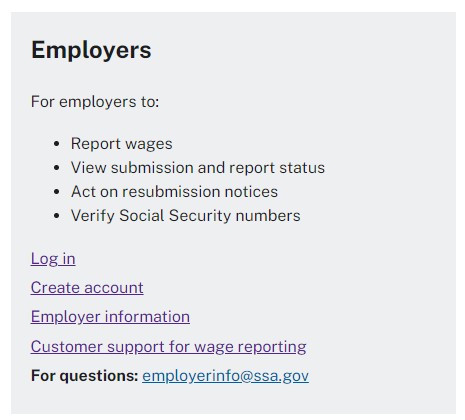 Employers
For employers to:
Report wages
View submission and report status
Act on resubmission notices
Verify Social Security numbers
Log in
Create account
Employer information
Customer support for wage reporting
For questions: employerinfo@ssa.gov